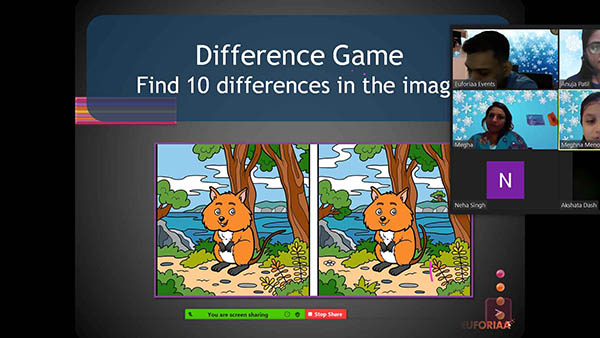 Difference Game
Find 10 differences in the imag
Euforiaa Events
Anuja Patil
Megha
Meghna Meno
N
Neha Singh
Akshata Dash
You are screen sharing
Stop Share
EUFORIAA